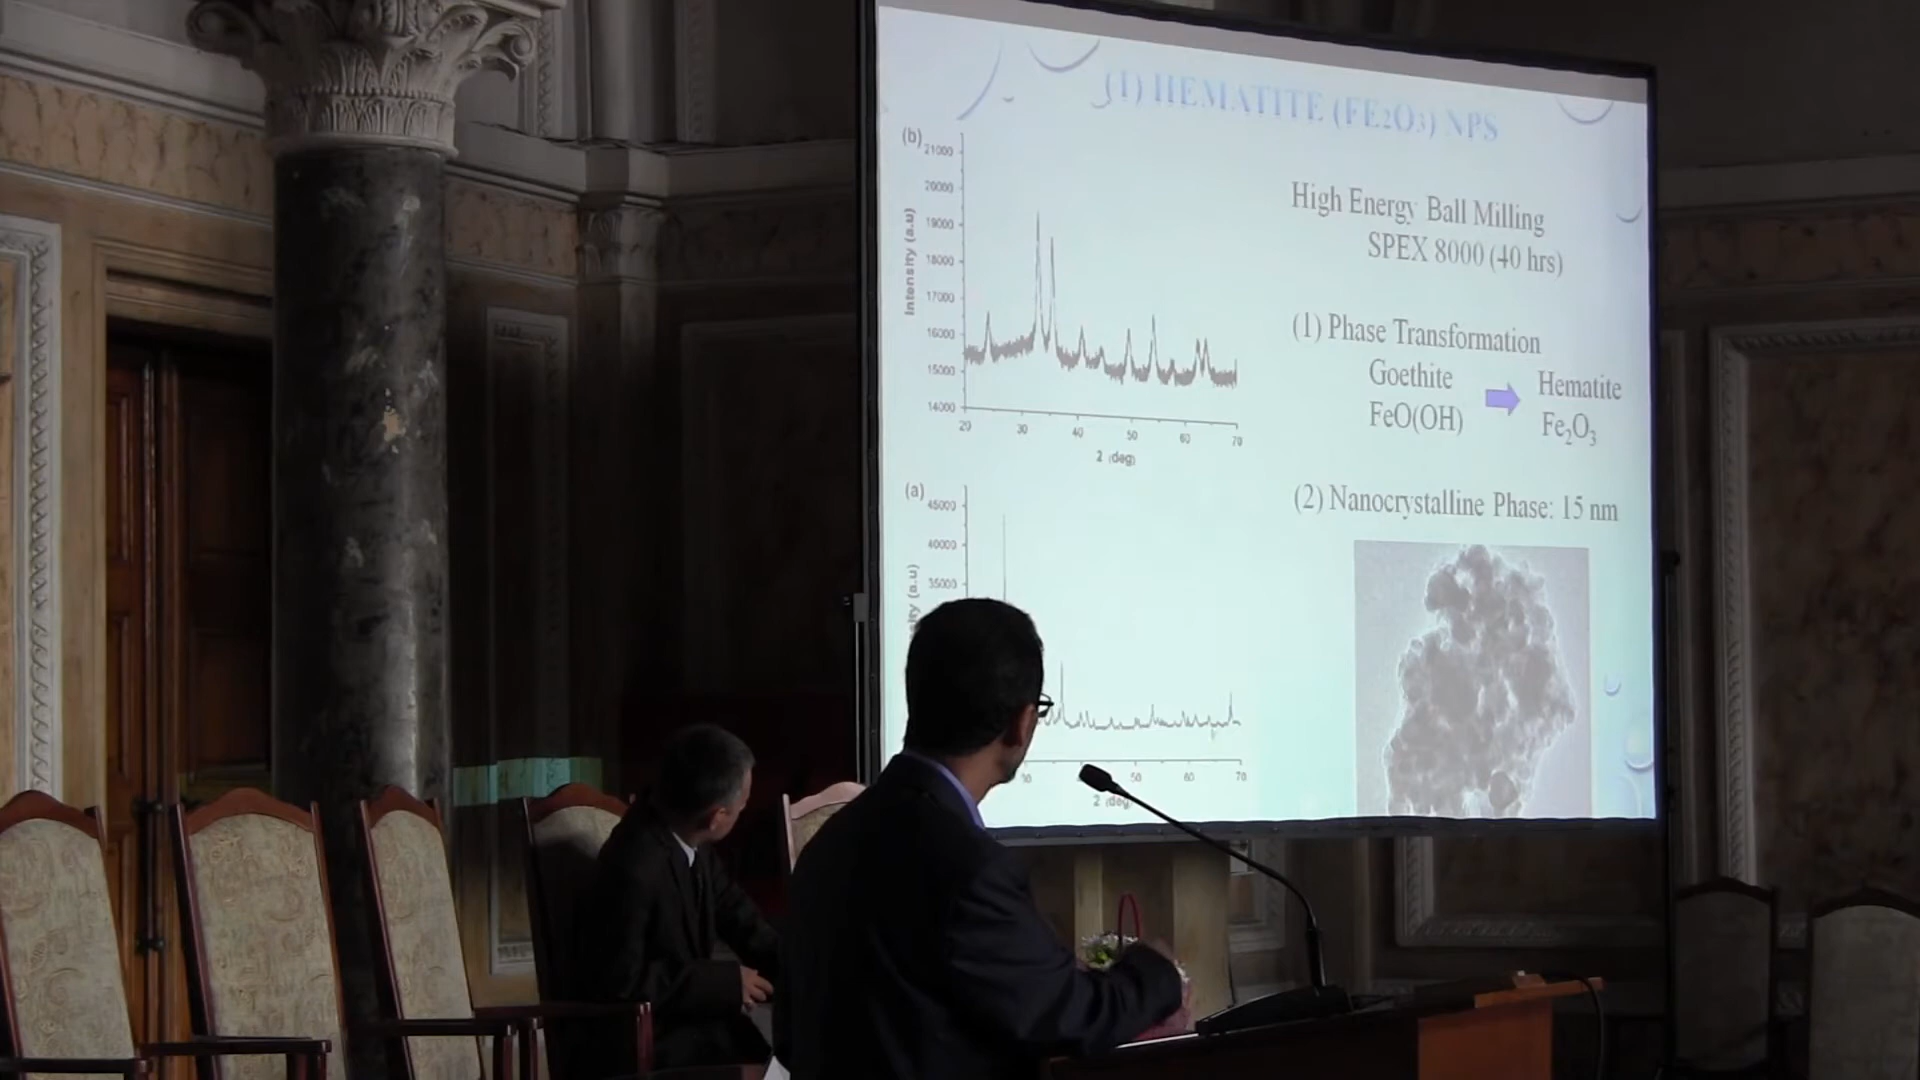 (1) HEMATITE (FE2O3) NPS
(b)
21000
20000
19000
18000
17000
16000
15000
14000
Intensity (a.u)
20 30 40 50 60 70
2 (deg)
(a)
45000
40000
35000
50 60 70
2 (deg)
High Energy Ball Milling
SPEX 8000 (40 hrs)
(1) Phase Transformation
Goethite
FeO(OH)
Hematite
Fe2O3
(2) Nanocrystalline Phase: 15 nm